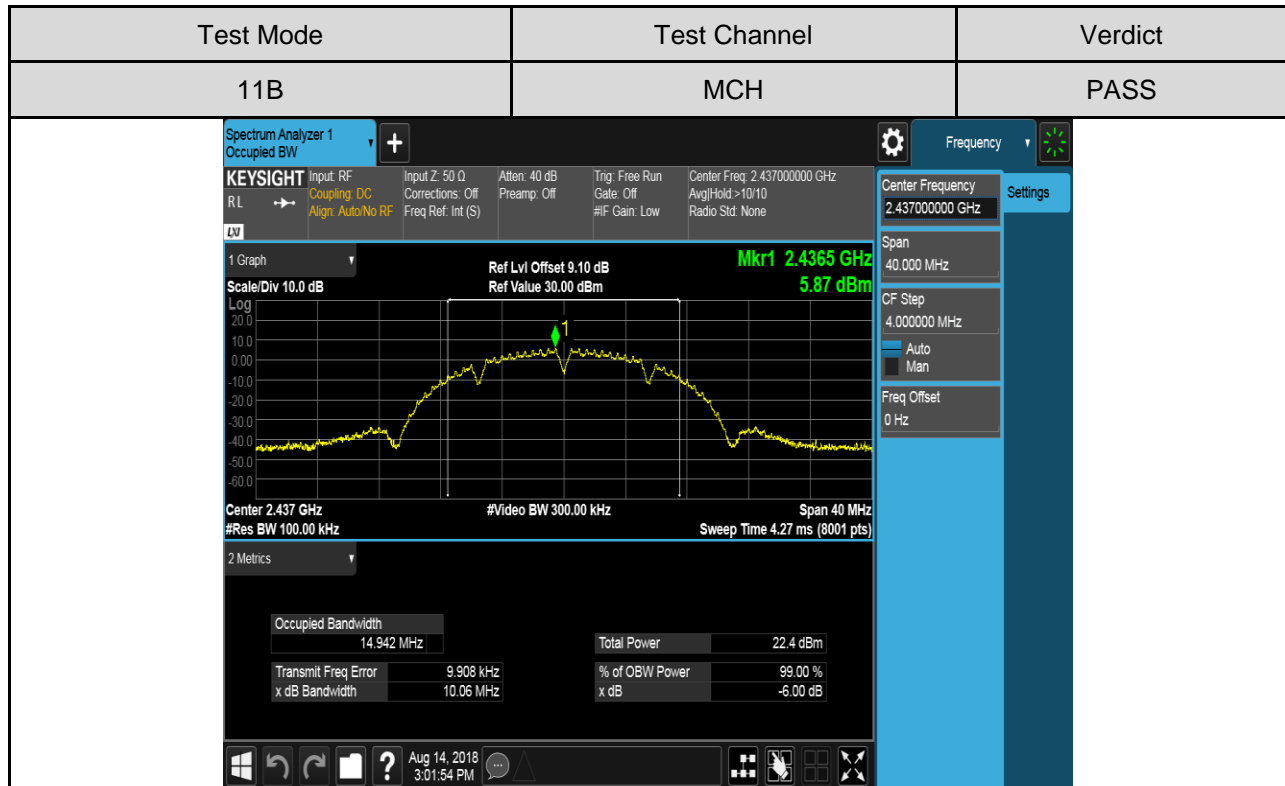 Test Mode Test Channel Verdict
11B MCH PASS
Spectrum Analyzer 1
Occupied BW
+
Frequency
KEYSIGHT Input: RF Input Z: 50 Ω Atten: 40 dB Trig: Free Run Center Freq: 2.437000000 GHz
RL Coupling: DC Corrections: Off Preamp: Off Gate: Off Avg|Hold:>10/10
Align: Auto/No RF Freq Ref: Int (S) #IF Gain: Low Radio Std: None
LXI
Center Frequency
2.437000000 GHz
Settings
Span
40.000 MHz
CF Step
4.000000 MHz
Auto
Man
Freq Offset
0 Hz
1 Graph
Ref Lvl Offset 9.10 dB
Mkr1 2.4365 GHz
Scale/Div 10.0 dB
Ref Value 30.00 dBm
5.87 dBm
Log
20.0
10.0
0.00
-10.0
-20.0
-30.0
-40.0
-50.0
-60.0
1
Center 2.437 GHz #Video BW 300.00 kHz Span 40 MHz
#Res BW 100.00 kHz Sweep Time 4.27 ms (8001 pts)
2 Metrics
Occupied Bandwidth
14.942 MHz
Total Power 22.4 dBm
Transmit Freq Error 9.908 kHz
% of OBW Power 99.00 %
x dB Bandwidth 10.06 MHz
x dB -6.00 dB
?
Aug 14, 2018
3:01:54 PM